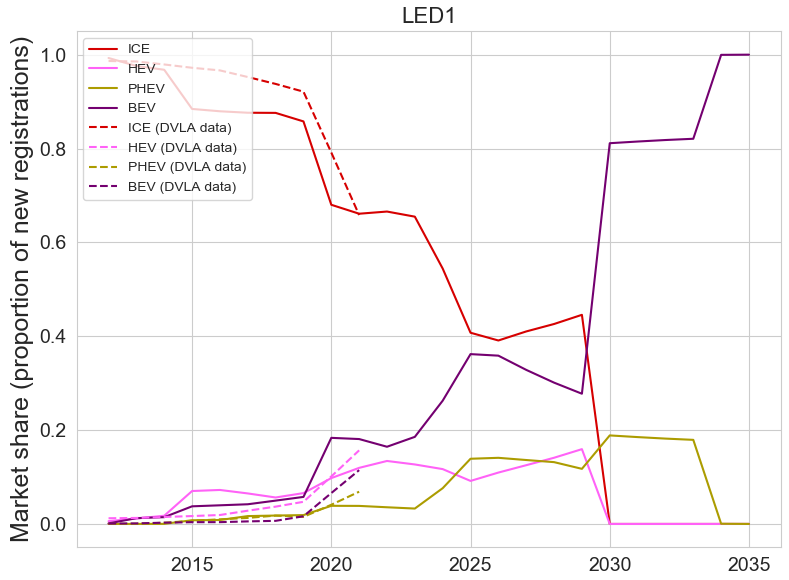 LED1
Market share (proportion of new registrations)
1.0
0.8
0.6
0.4
0.2
0.0
ICE
HEV
PHEV
BEV
ICE (DVLA data)
HEV (DVLA data)
PHEV (DVLA data)
BEV (DVLA data)
2015 2020 2025 2030 2035